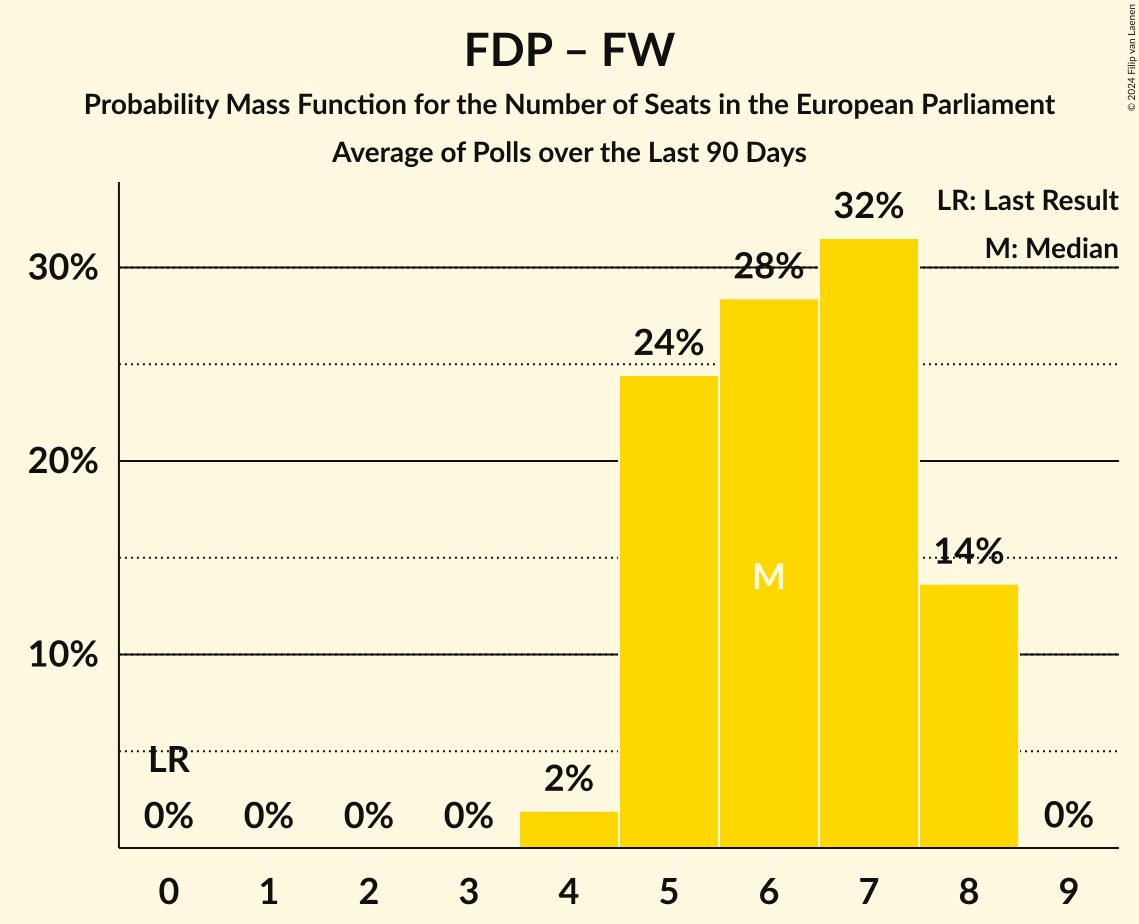 FDP – FW
Probability Mass Function for the Number of Seats in the European Parliament
Average of Polls over the Last 90 Days
© 2024 Filip van Laenen
LR: Last Result
M: Median
30%
20%
10%
LR
0%
0%
0%
0%
2%
24%
28%
32%
14%
0%
M
0 1 2 3 4 5 6 7 8 9